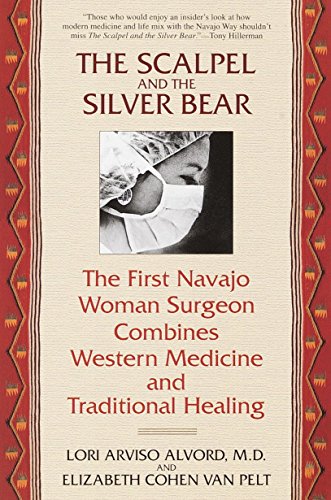 "Those who would enjoy an insider's look at how
modern medicine and life mix with the Navajo Way shouldn't
miss The Scalpel and the Silver Bear."—Tony Hillerman
THE SCALPEL
AND THE
SILVER BEAR
The First Navajo
Woman Surgeon
Combines
Western Medicine
and
Traditional Healing
LORI ARVISO ALVORD, M.D.
AND
ELIZABETH COHEN VAN PELT